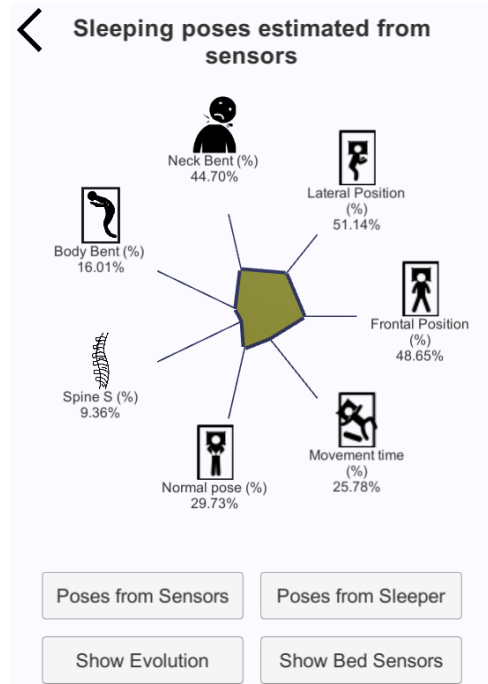 Sleeping poses estimated from
sensors
Neck Bent (%)
44.70%
Lateral Position
(%)
51.14%
Body Bent (%)
16.01%
Frontal Position
(%)
48.65%
Spine S (%)
9.36%
Movement time
(%)
25.78%
Normal pose (%)
29.73%
Poses from Sensors
Poses from Sleeper
Show Evolution
Show Bed Sensors